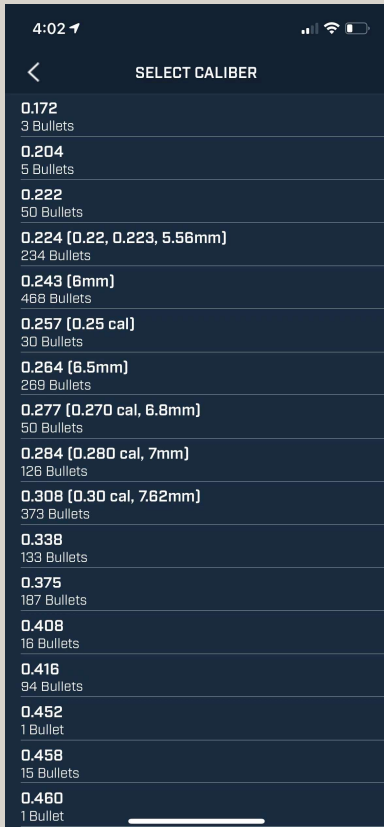 4:02
SELECT CALIBER
0.172
3 Bullets
0.204
5 Bullets
0.222
50 Bullets
0.224 (0.22, 0.223, 5.56mm)
234 Bullets
0.243 (6mm)
468 Bullets
0.257 (0.25 cal)
30 Bullets
0.264 (6.5mm)
269 Bullets
0.277 (0.270 cal, 6.8mm)
50 Bullets
0.284 (0.280 cal, 7mm)
126 Bullets
0.308 (0.30 cal, 7.62mm)
373 Bullets
0.338
133 Bullets
0.375
187 Bullets
0.408
16 Bullets
0.416
94 Bullets
0.452
1 Bullet
0.458
15 Bullets
0.460
1 Bullet